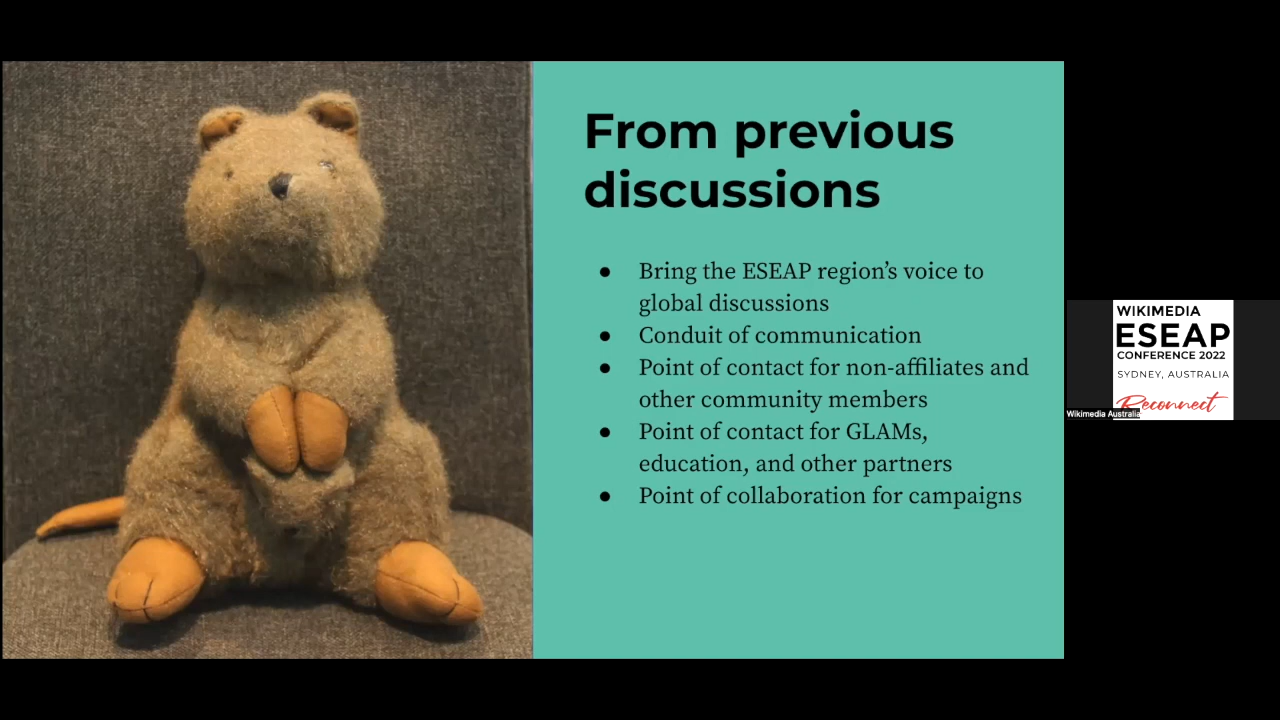 From previous
discussions
● Bring the ESEAP region’s voice to
global discussions
● Conduit of communication
● Point of contact for non-affiliates and
other community members
● Point of contact for GLAMs,
education, and other partners
● Point of collaboration for campaigns
WIKIMEDIA
ESEAP
CONFERENCE 2022
SYDNEY, AUSTRALIA
Reconnect
Wikimedia Australia